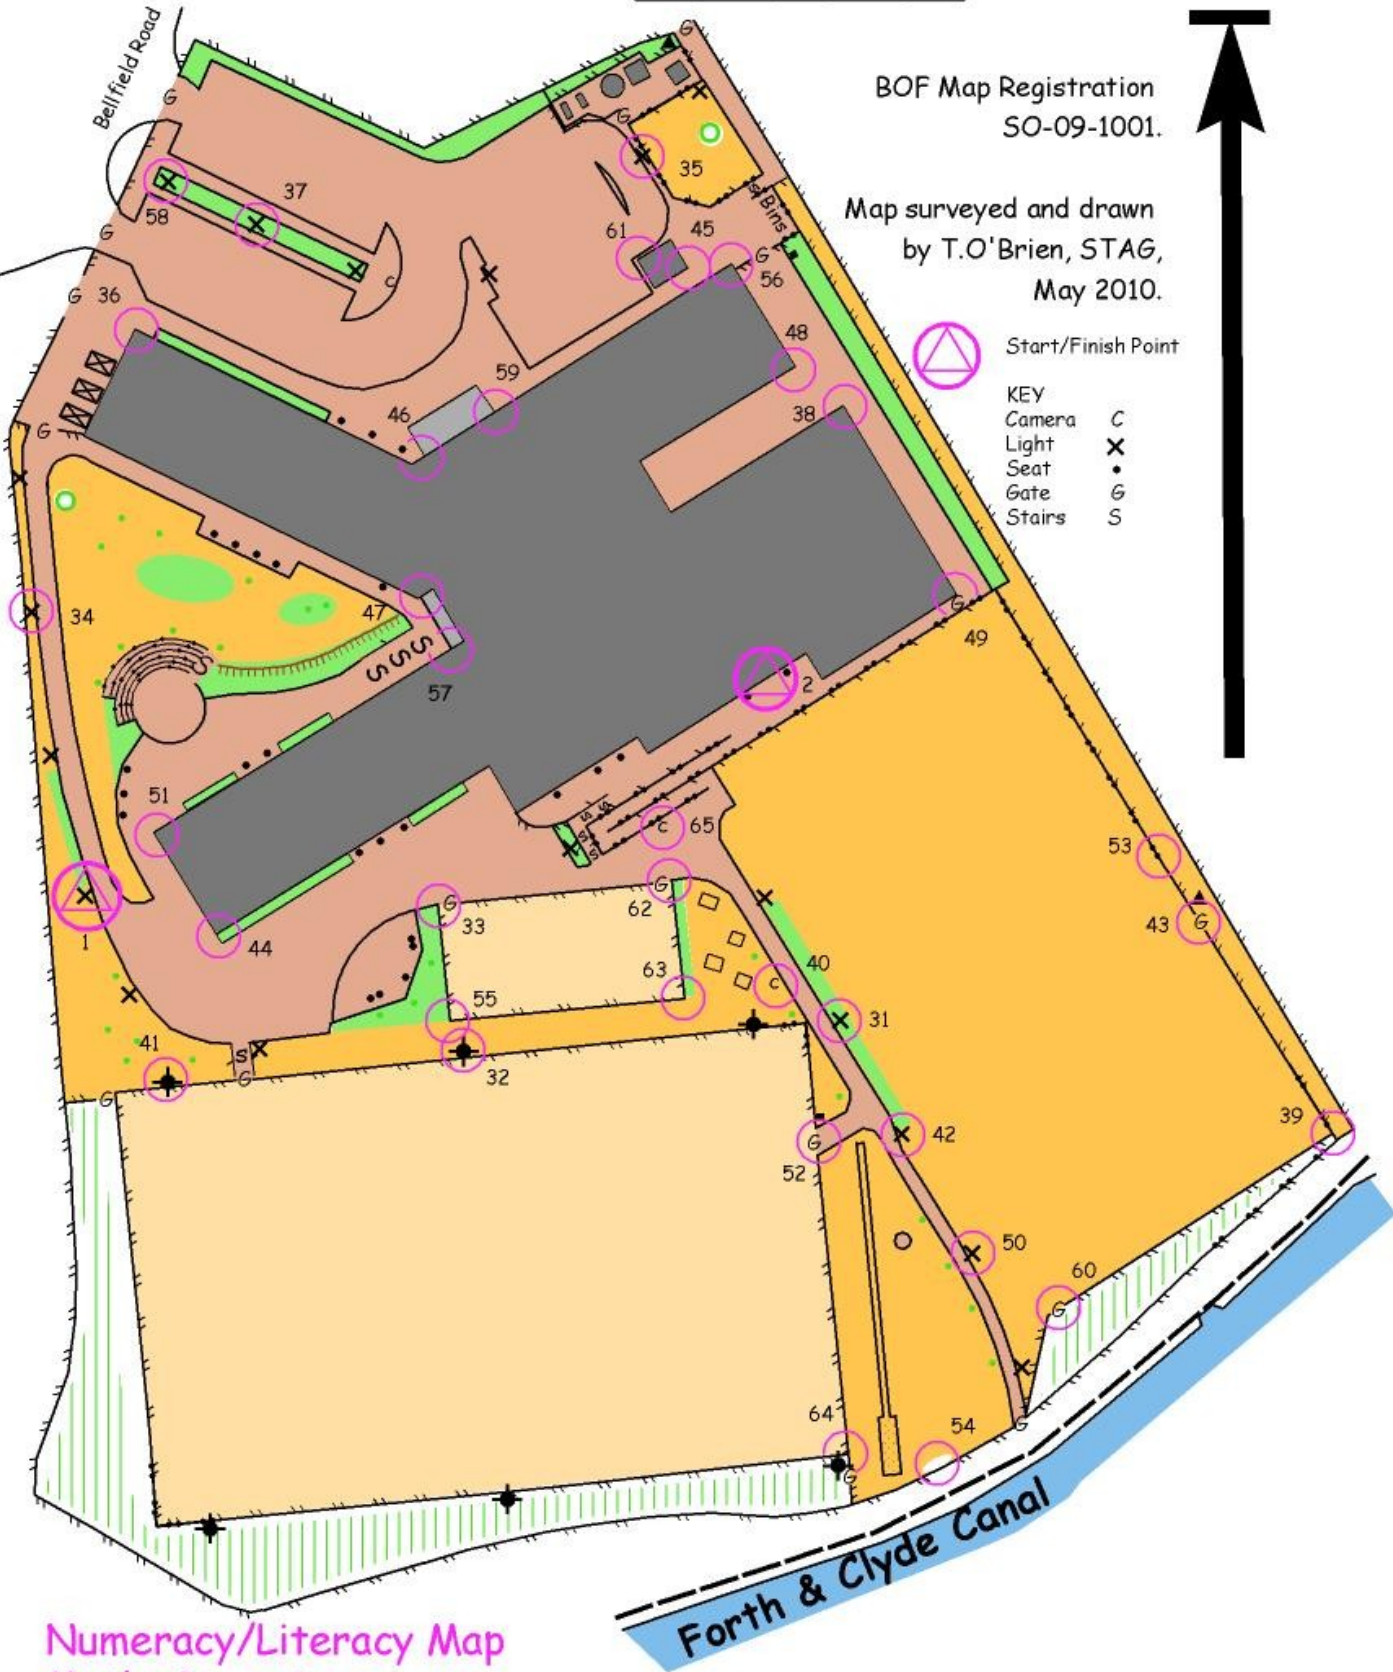 Bellfield Road
BOF Map Registration
SO-09-1001.
Map surveyed and drawn
by T.O'Brien, STAG,
May 2010.
Start/Finish Point
KEY
Camera C
Light
Seat
Gate G
Stairs S
G
G
35
G
37
58
S
Bins
G
61
45
G
56
C
G
36
48
59
46
38
G
34
47
G
49
SSS
57
S
2
51
S
S
S
S
C
65
53
G
62
G
33
G
43
1
44
63
40
C
55
31
41
S
G
32
G
42
39
G
52
50
60
G
64
54
G
G
Forth & Clyde Canal
Numeracy/Literacy Map